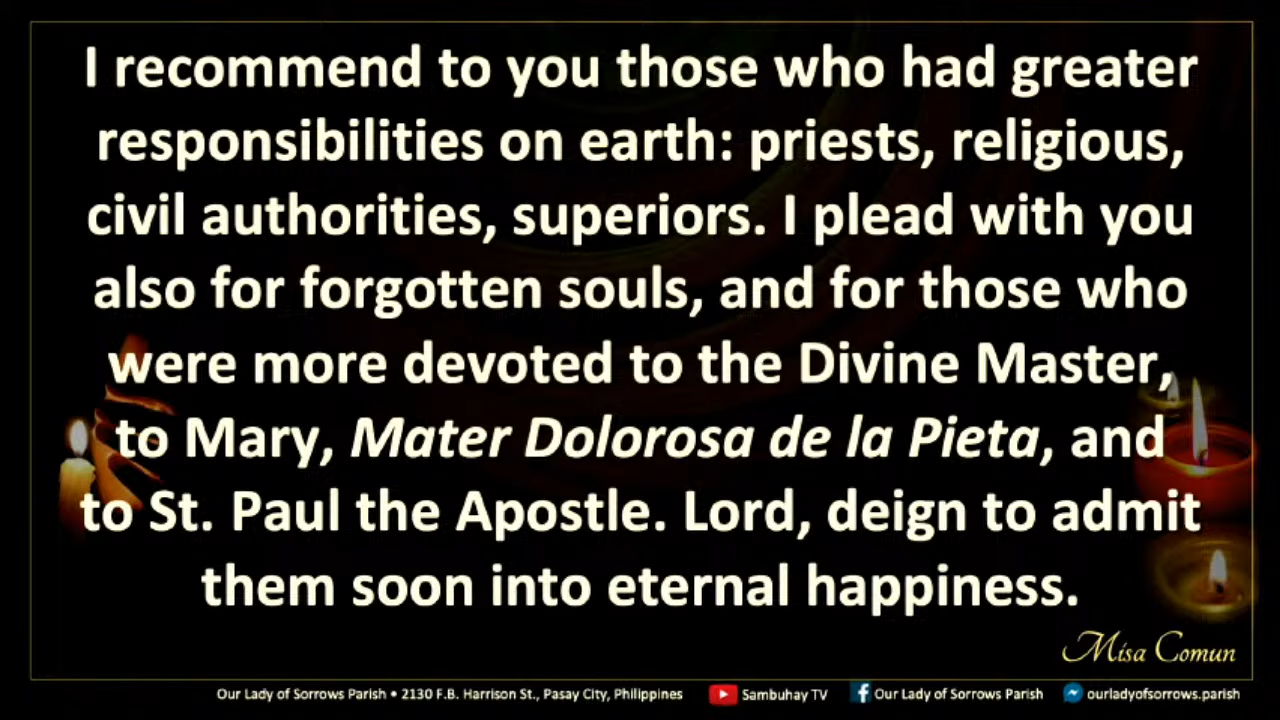 I recommend to you those who had greater
responsibilities on earth: priests, religious,
civil authorities, superiors. I plead with you
also for forgotten souls, and for those who
were more devoted to the Divine Master,
to Mary, Mater Dolorosa de la Pieta, and
to St. Paul the Apostle. Lord, deign to admit
them soon into eternal happiness.
Misa Comun
Our Lady of Sorrows Parish • 2130 F.B. Harrison St., Pasay City, Philippines Sambuhay TV Our Lady of Sorrows Parish ourladyofsorrows.parish